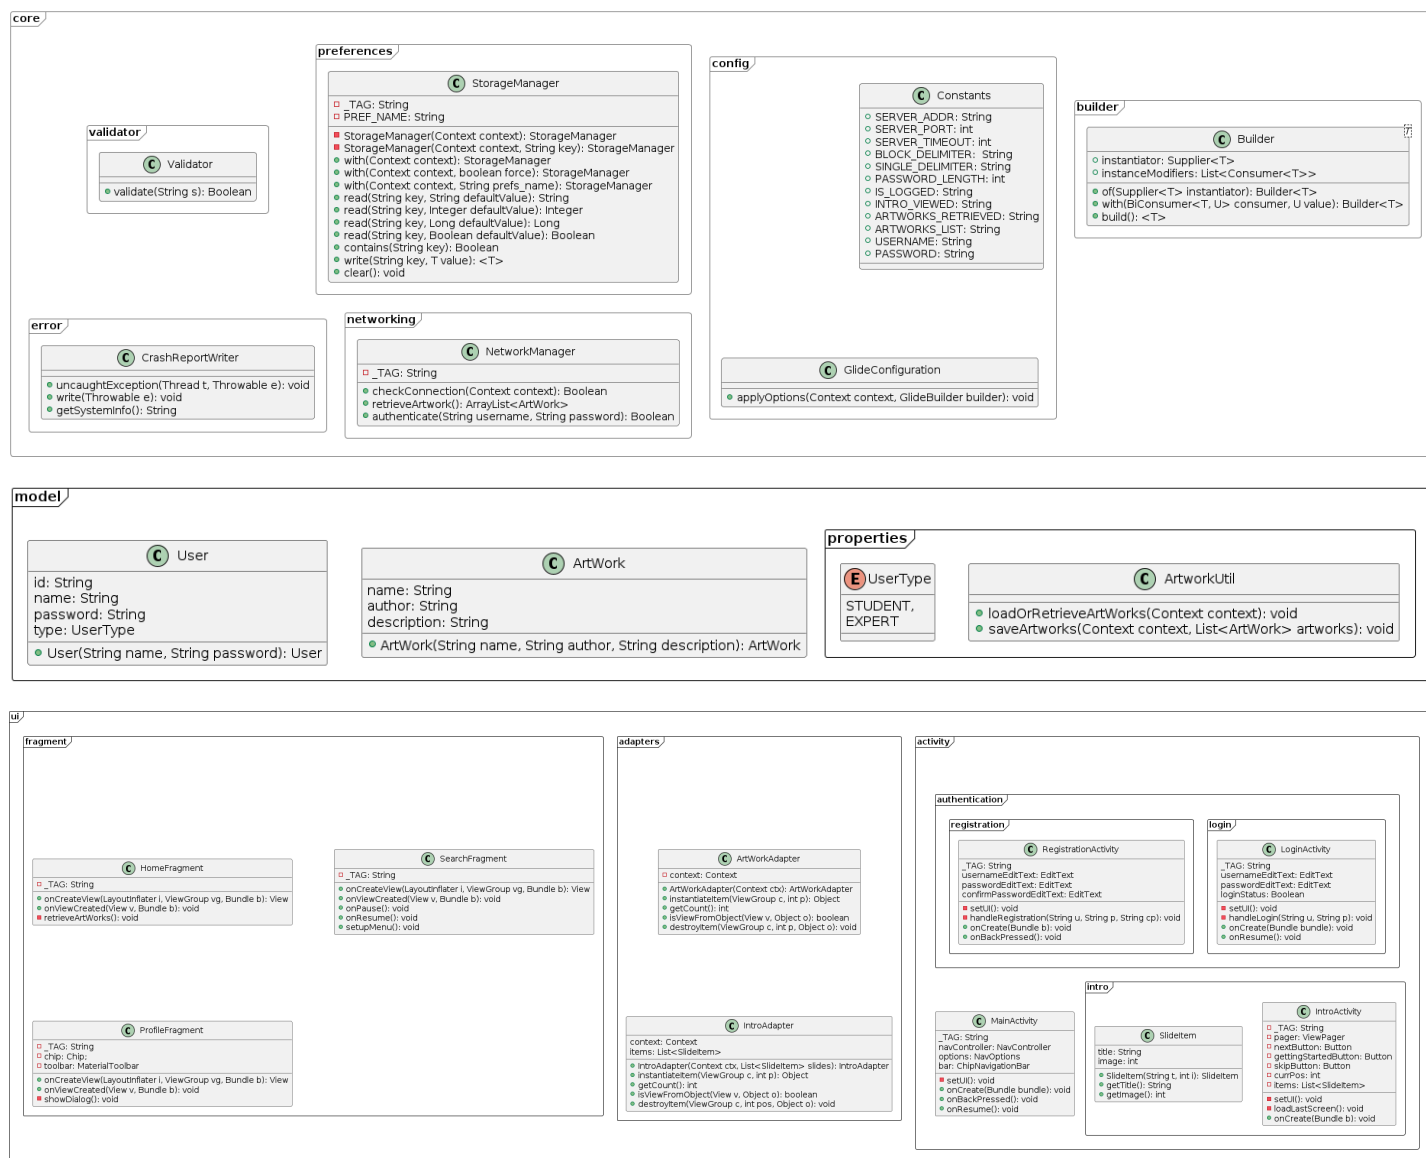 core
preferences
C StorageManager
_TAG: String
PREF_NAME: String
StorageManager(Context context): StorageManager
StorageManager(Context context, String key): StorageManager
with(Context context): StorageManager
with(Context context, boolean force): StorageManager
with(Context context, String prefs_name): StorageManager
read(String key, String defaultValue): String
read(String key, Integer defaultValue): Integer
read(String key, Long defaultValue): Long
read(String key, Boolean defaultValue): Boolean
contains(String key): Boolean
write(String key, T value): <T>
clear(): void
config
C Constants
SERVER_ADDR: String
SERVER_PORT: int
SERVER_TIMEOUT: int
BLOCK_DELIMITER:  String
SINGLE_DELIMITER: String
PASSWORD_LENGTH: int
IS_LOGGED: String
INTRO_VIEWED: String
ARTWORKS_RETRIEVED: String
ARTWORKS_LIST: String
USERNAME: String
PASSWORD: String
builder
C Builder
T
instantiator: Supplier<T>
instanceModifiers: List<Consumer<T>>
of(Supplier<T> instantiator): Builder<T>
with(BiConsumer<T, U> consumer, U value): Builder<T>
build(): <T>
validator
C Validator
validate(String s): Boolean
error
C CrashReportWriter
uncaughtException(Thread t, Throwable e): void
write(Throwable e): void
getSystemInfo(): String
networking
C NetworkManager
_TAG: String
checkConnection(Context context): Boolean
retrieveArtwork(): ArrayList<ArtWork>
authenticate(String username, String password): Boolean
C GlideConfiguration
applyOptions(Context context, GlideBuilder builder): void
model
C User
id: String
name: String
password: String
type: UserType
User(String name, String password): User
C ArtWork
name: String
author: String
description: String
ArtWork(String name, String author, String description): ArtWork
properties
E UserType
STUDENT,
EXPERT
C ArtworkUtil
loadOrRetrieveArtWorks(Context context): void
saveArtworks(Context context, List<ArtWork> artworks): void
ui
fragment
C HomeFragment
_TAG: String
onCreateView(LayoutInflater i, ViewGroup vg, Bundle b): View
onViewCreated(View v, Bundle b): void
retrieveArtWorks(): void
C SearchFragment
_TAG: String
onCreateView(LayoutInflater i, ViewGroup vg, Bundle b): View
onViewCreated(View v, Bundle b): void
onPause(): void
onResume(): void
setupMenu(): void
C ProfileFragment
_TAG: String
chip: Chip;
toolbar: MaterialToolbar
onCreateView(LayoutInflater i, ViewGroup vg, Bundle b): View
onViewCreated(View v, Bundle b): void
showDialog(): void
adapters
C ArtWorkAdapter
context: Context
ArtWorkAdapter(Context ctx): ArtWorkAdapter
instantiateItem(ViewGroup c, int p): Object
getCount(): int
isViewFromObject(View v, Object o): boolean
destroyItem(ViewGroup c, int p, Object o): void
C IntroAdapter
context: Context
items: List<SlideItem>
IntroAdapter(Context ctx, List<SlideItem> slides): IntroAdapter
instantiateItem(ViewGroup c, int p): Object
getCount(): int
isViewFromObject(View v, Object o): boolean
destroyItem(ViewGroup c, int pos, Object o): void
activity
authentication
registration
C RegistrationActivity
_TAG: String
usernameEditText: EditText
passwordEditText: EditText
confirmPasswordEditText: EditText
setUI(): void
handleRegistration(String u, String p, String cp): void
onCreate(Bundle b): void
onBackPressed(): void
login
C LoginActivity
_TAG: String
usernameEditText: EditText
passwordEditText: EditText
loginStatus: Boolean
setUI(): void
handleLogin(String u, String p): void
onCreate(Bundle bundle): void
onResume(): void
C MainActivity
_TAG: String
navController: NavController
options: NavOptions
bar: ChipNavigationBar
setUI(): void
onCreate(Bundle bundle): void
onBackPressed(): void
onResume(): void
intro
C SlideItem
title: String
image: int
SlideItem(String t, int i): SlideItem
getTitle(): String
getImage(): int
C IntroActivity
_TAG: String
pager: ViewPager
nextButton: Button
gettingStartedButton: Button
skipButton: Button
currPos: int
items: List<SlideItem>
setUI(): void
loadLastScreen(): void
onCreate(Bundle b): void